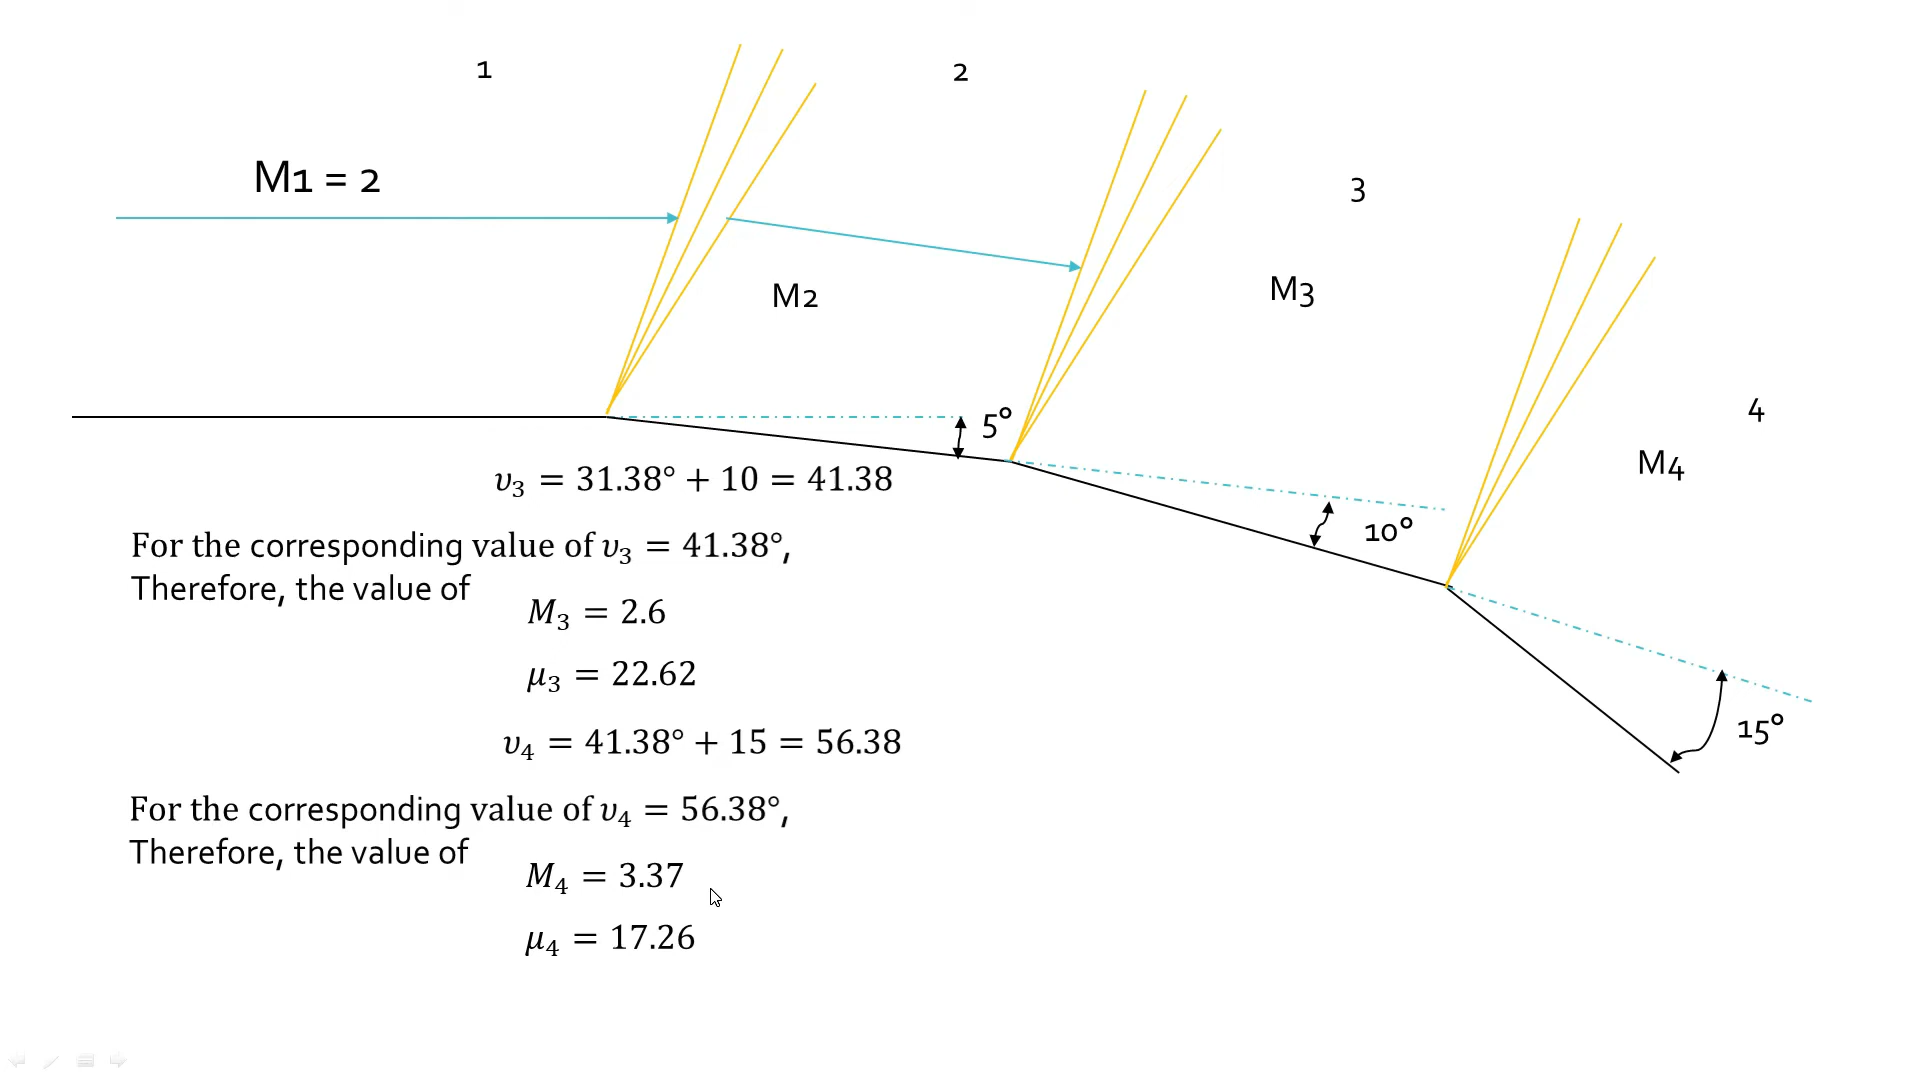 1
2
M1 = 2
3
M2
M3
4
5°
M4
υ₃ = 31.38° + 10 = 41.38
10°
For the corresponding value of υ₃ = 41.38°,
Therefore, the value of
M₃ = 2.6
μ₃ = 22.62
15°
υ₄ = 41.38° + 15 = 56.38
For the corresponding value of υ₄ = 56.38°,
Therefore, the value of
M₄ = 3.37
μ₄ = 17.26